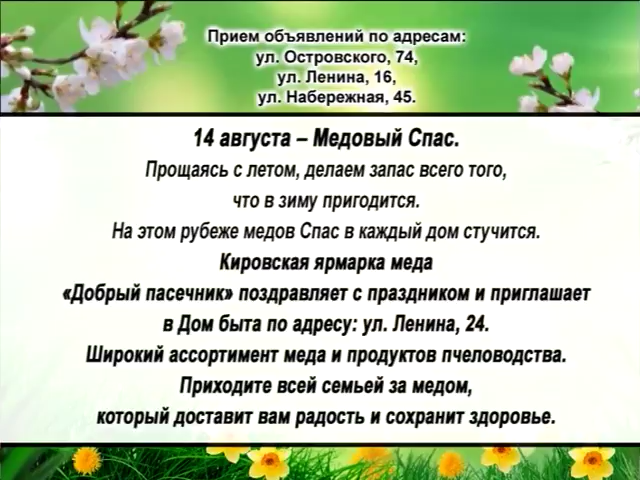 Прием объявлений по адресам:
ул. Островского, 74,
ул. Ленина, 16,
ул. Набережная, 45.
14 августа – Медовый Спас.
Прощаясь с летом, делаем запас всего того,
что в зиму пригодится.
На этом рубеже медов Спас в каждый дом стучится.
Кировская ярмарка меда
«Добрый пасечник» поздравляет с праздником и приглашает
в Дом быта по адресу: ул. Ленина, 24.
Широкий ассортимент меда и продуктов пчеловодства.
Приходите всей семьей за медом,
который доставит вам радость и сохранит здоровье.